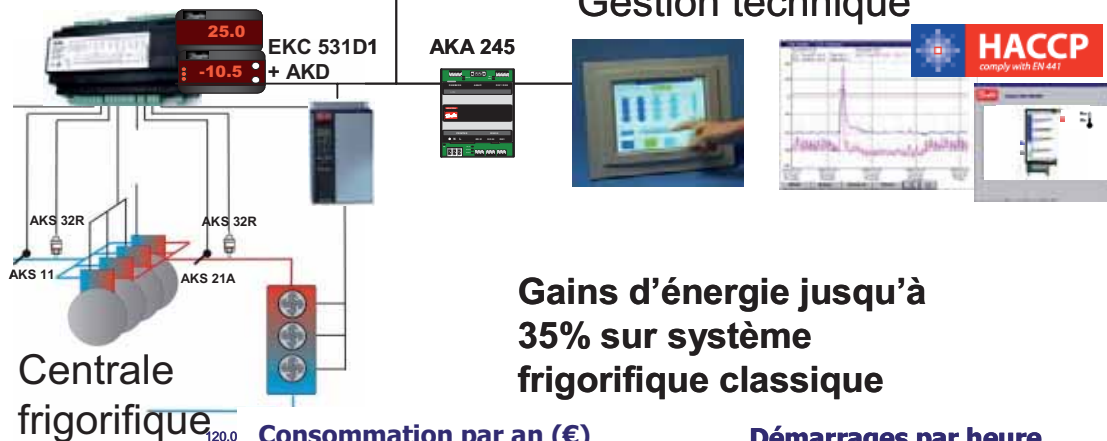 Gestion technique
25.0
-10.5
EKC 531D1
+ AKD
AKA 245
HACCP
comply with EN 441
AKS 32R
AKS 32R
AKS 11
AKS 21A
Gains d’énergie jusqu’à
35% sur système
frigorifique classique
Centrale
frigorifique
120.0
Consommation par an (€)
Démarrages par heure